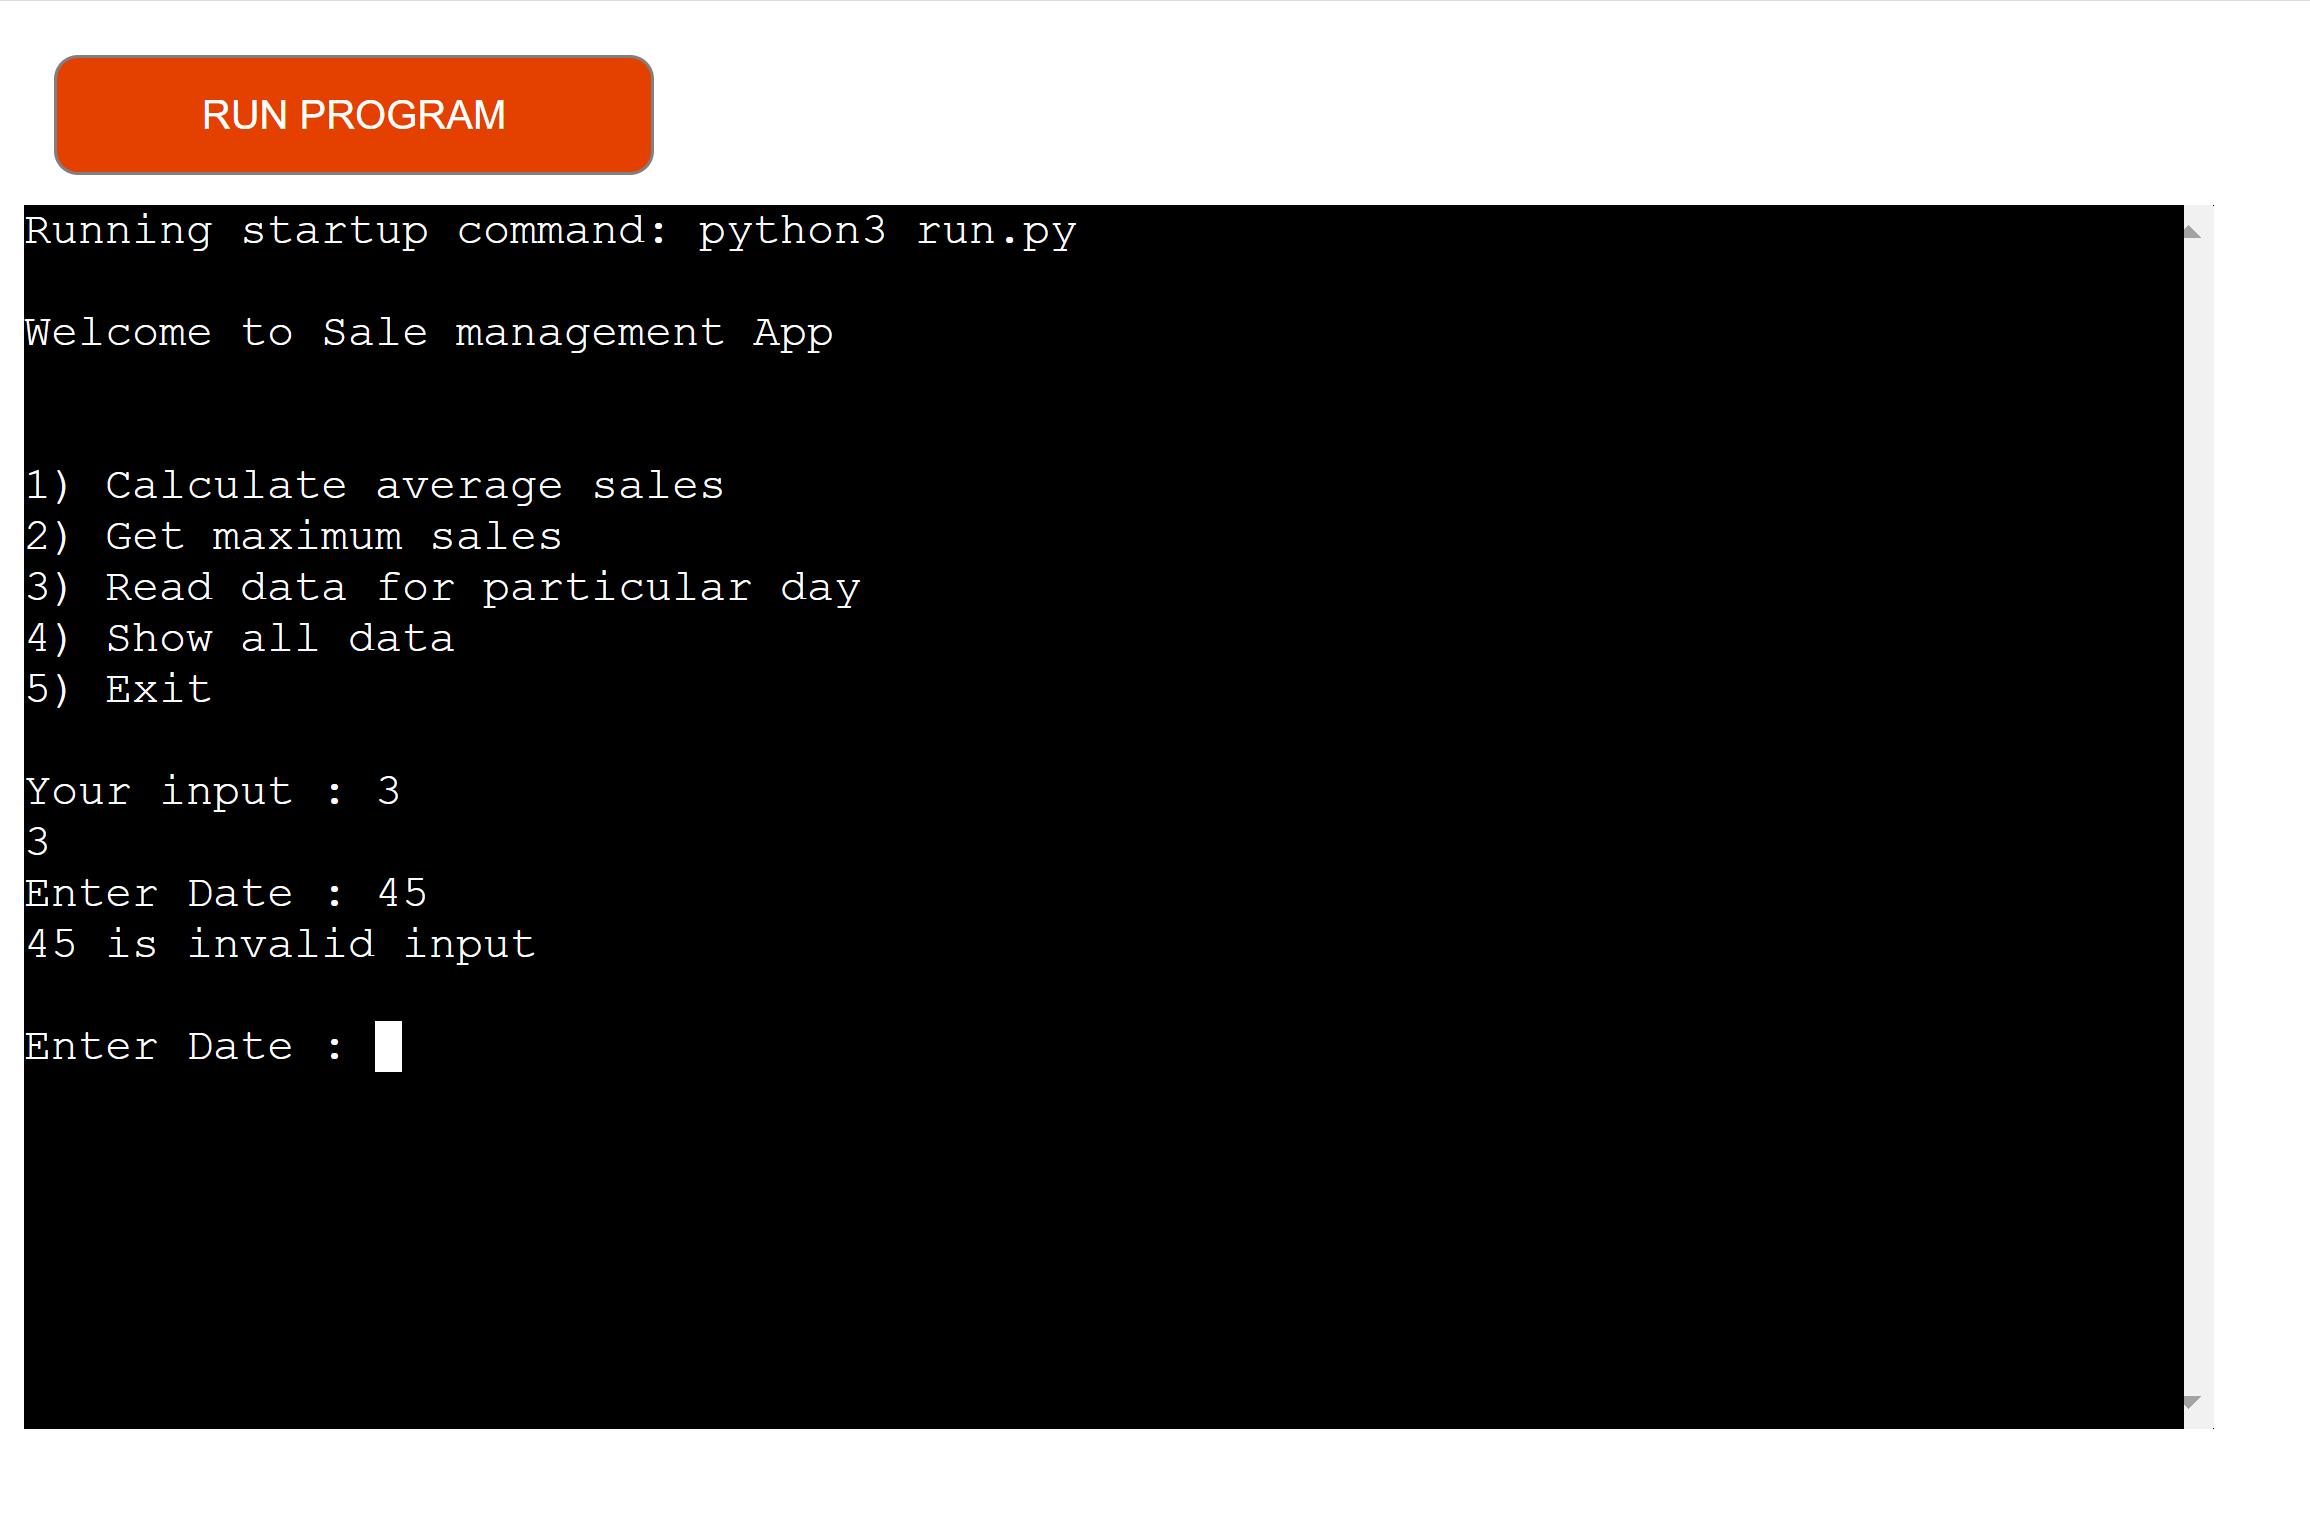 RUN PROGRAM
Running startup command: python3 run.py
Welcome to Sale management App
1) Calculate average sales
2) Get maximum sales
3) Read data for particular day
4) Show all data
5) Exit
Your input : 3
3
Enter Date : 45
45 is invalid input
Enter Date :